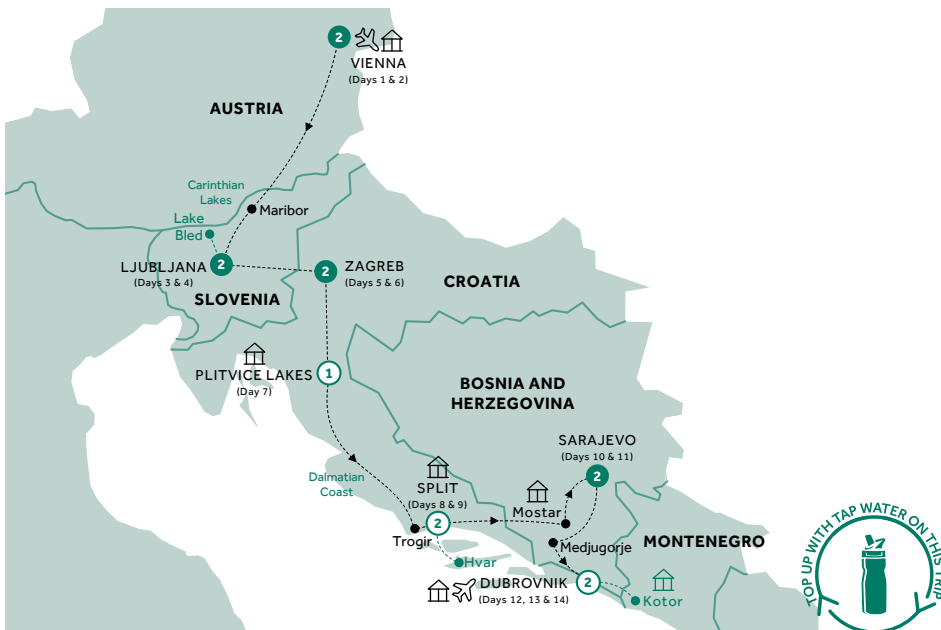 2
VIENNA
(Days 1 & 2)
AUSTRIA
Carinthian
Lakes
Maribor
Lake
Bled
LJUBLJANA
(Days 3 & 4)
2
2
ZAGREB
(Days 5 & 6)
SLOVENIA
CROATIA
PLITVICE LAKES
(Day 7)
1
BOSNIA AND
HERZEGOVINA
SARAJEVO
(Days 10 & 11)
2
Dalmatian
Coast
SPLIT
(Days 8 & 9)
2
Trogir
Mostar
Medjugorje
MONTENEGRO
Hvar
DUBROVNIK
(Days 12, 13 & 14)
2
Kotor
TOP UP WITH TAP WATER ON THIS TRIP